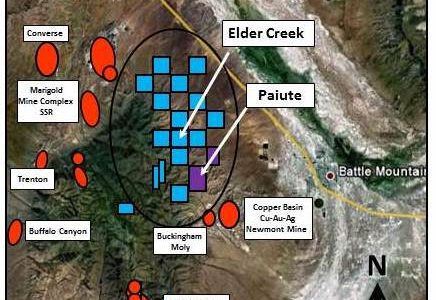 Converse
Elder Creek
Marigold
Mine Complex
SSR
Paiute
Trenton
Battle Mountain
Copper Basin
Cu-Au-Ag
Newmont Mine
Buffalo Canyon
Buckingham
Moly
N